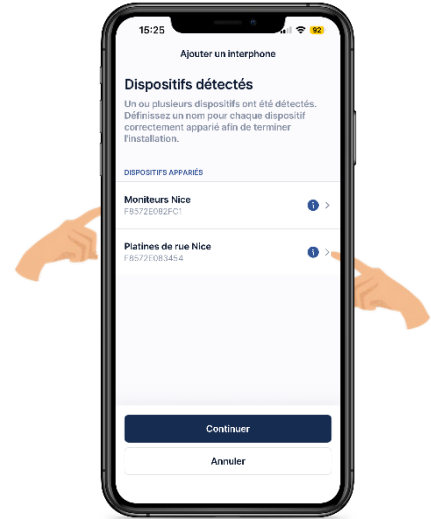 15:25
92
Ajouter un interphone
Dispositifs détectés
Un ou plusieurs dispositifs ont été détectés.
Définissez un nom pour chaque dispositif
correctement apparié afin de terminer
l'installation.
DISPOSITIFS APPARIÉS
Moniteurs Nice
F8572E082FC1
Platines de rue Nice
F8572E083454
Continuer
Annuler